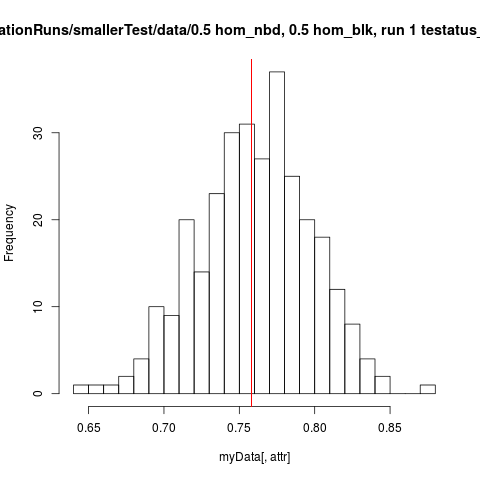 ationRuns/smallerTest/data/0.5 hom_nbd, 0.5 hom_blk, run 1 testatus_
Frequency
30
20
10
0
0.65 0.70 0.75 0.80 0.85
myData[, attr]